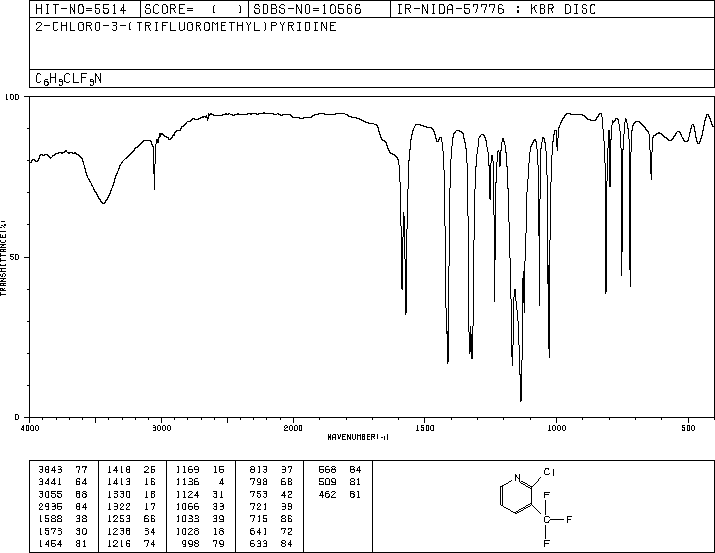 HIT-NO=5514 SCORE= ( ) SDBS-NO=10566 IR-NIDA-57776 : KBR DISC
2-CHLORO-3-(TRIFLUOROMETHYL)PYRIDINE
C6H3CLF3N
100
50
0
TRANSMITTANCE(%)
4000 3000 2000 1500 1000 500
WAVENUMBER(-1)
3843 77 1418 26 1169 15 813 37 568 84
3441 64 1413 16 1136 4 798 68 509 81
3055 68 1330 18 1124 31 753 42 462 81
2935 84 1322 17 1066 33 721 39
1588 38 1253 66 1033 39 715 86
1573 30 1238 34 1028 18 641 72
1454 81 1216 74 998 79 633 84
N Cl
F
C F
F